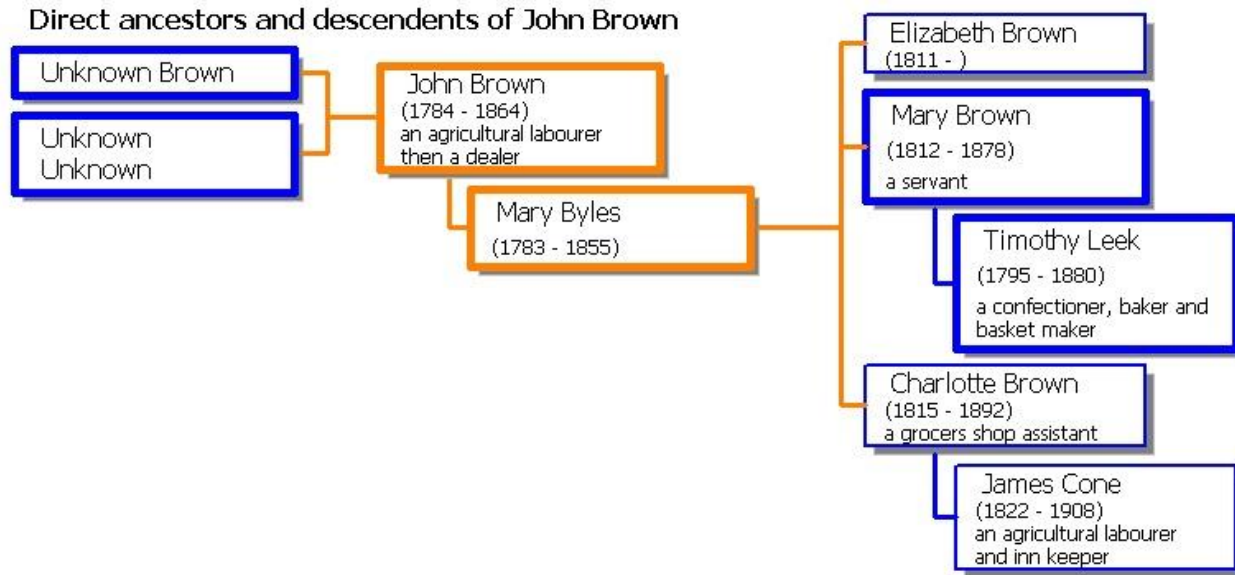 Direct ancestors and descendents of John Brown
Unknown Brown
Unknown
Unknown
John Brown
(1784 - 1864)
an agricultural labourer
then a dealer
Mary Byles
(1783 - 1855)
Elizabeth Brown
(1811 - )
Mary Brown
(1812 - 1878)
a servant
Timothy Leek
(1795 - 1880)
a confectioner, baker and
basket maker
Charlotte Brown
(1815 - 1892)
a grocers shop assistant
James Cone
(1822 - 1908)
an agricultural labourer
and inn keeper